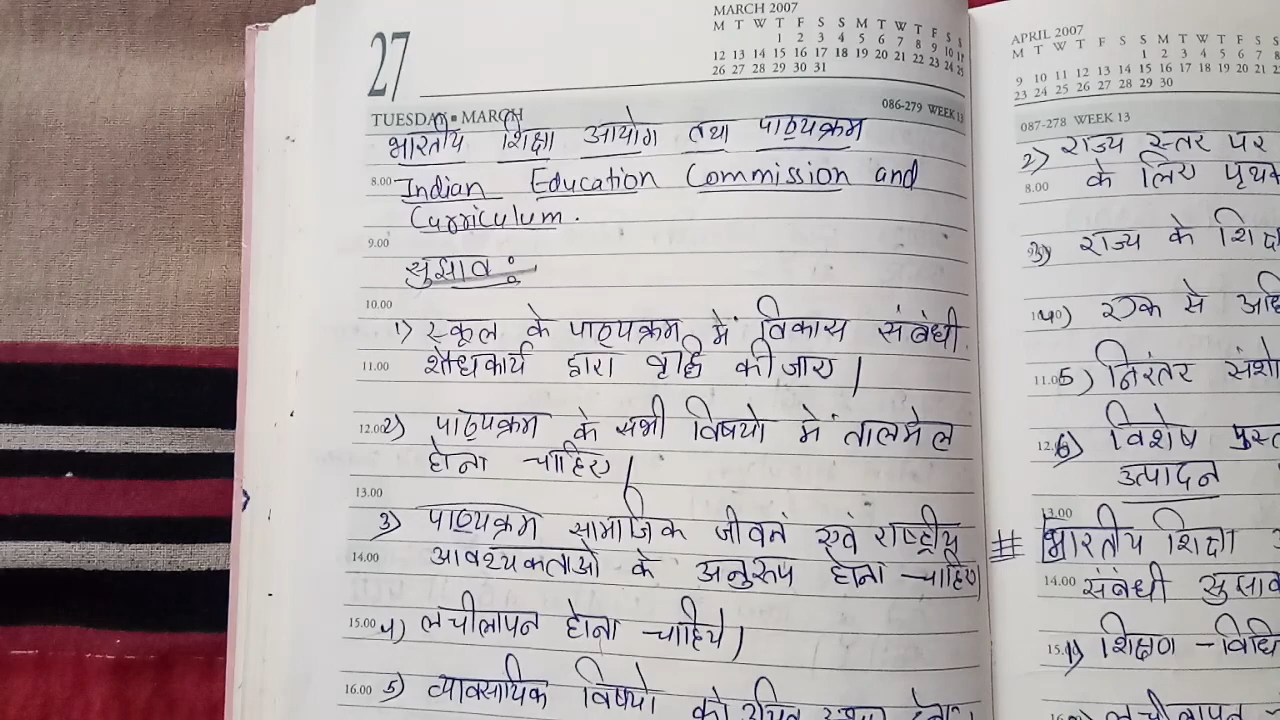 27
MARCH 2007
M T W T F S S M T W T F S S
1 2 3 4 5 6 7 8 9 10 11
12 13 14 15 16 17 18 19 20 21 22 23 24 25
26 27 28 29 30 31
TUESDAY ▪ MARCH
086-279 WEEK 13
भारतीय शिक्षा आयोग तथा पाठ्यक्रम
8.00 Indian Education Commission and
Curriculum.
9.00
सुझाव :
10.00
1) स्कूल के पाठ्यक्रम में विकास संबंधी
11.00 शोधकार्य द्वारा वृद्धि की जाए |
12.00 2) पाठ्यक्रम के सभी विषयो में तालमेल
होना चाहिए |
13.00
3) पाठ्यक्रम सामाजिक जीवन एवं राष्ट्रीय
14.00 आवश्यकताओ के अनुरूप होना चाहिए|
15.00 4) लचीलापन होना चाहिये |
16.00 5) व्यावसायिक विषयो को उचित
APRIL 2007
M T W T F S S M T W T F S
1 2 3 4 5 6 7 8
9 10 11 12 13 14 15 16 17 18 19 20 21
23 24 25 26 27 28 29 30
087-278 WEEK 13
2) राज्य स्तर पर
8.00 के लिए पृथक
3) राज्य के
4) एक से
11.00 5) निरंतर
12. 6) विशेष
उत्पादन
13.00
# भारतीय शिक्षा
14.00 संबंधी सुझाव
15. 1) शिक्षण -
लचीलापन